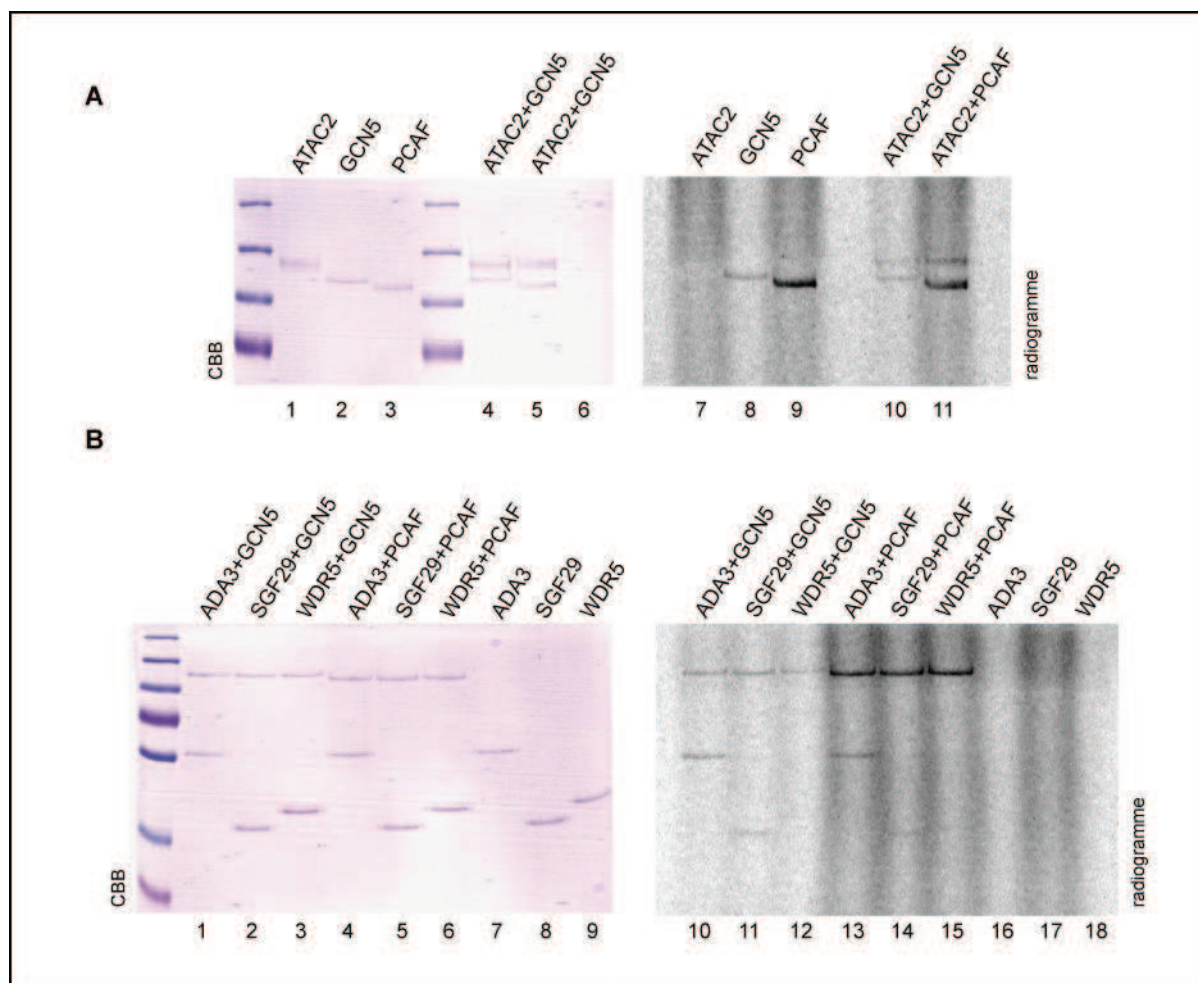 A
ATAC2 GCN5 PCAF ATAC2+GCN5 ATAC2+GCN5 ATAC2 GCN5 PCAF ATAC2+GCN5 ATAC2+PCAF
CBB radiogramme
1 2 3 4 5 6 7 8 9 10 11
B
ADA3+GCN5 SGF29+GCN5 WDR5+GCN5 ADA3+PCAF SGF29+PCAF WDR5+PCAF ADA3 SGF29 WDR5 ADA3+GCN5 SGF29+GCN5 WDR5+GCN5 ADA3+PCAF SGF29+PCAF WDR5+PCAF ADA3 SGF29 WDR5
CBB radiogramme
1 2 3 4 5 6 7 8 9 10 11 12 13 14 15 16 17 18